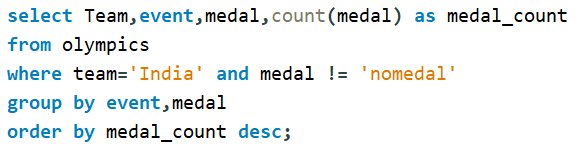 select Team,event,medal,count(medal) as medal_count
from olympics
where team='India' and medal != 'nomedal'
group by event,medal
order by medal_count desc;